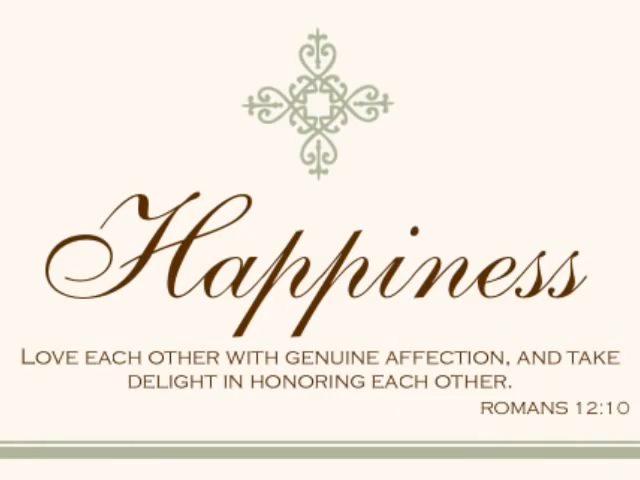 Happiness
Love each other with genuine affection, and take
delight in honoring each other.
Romans 12:10